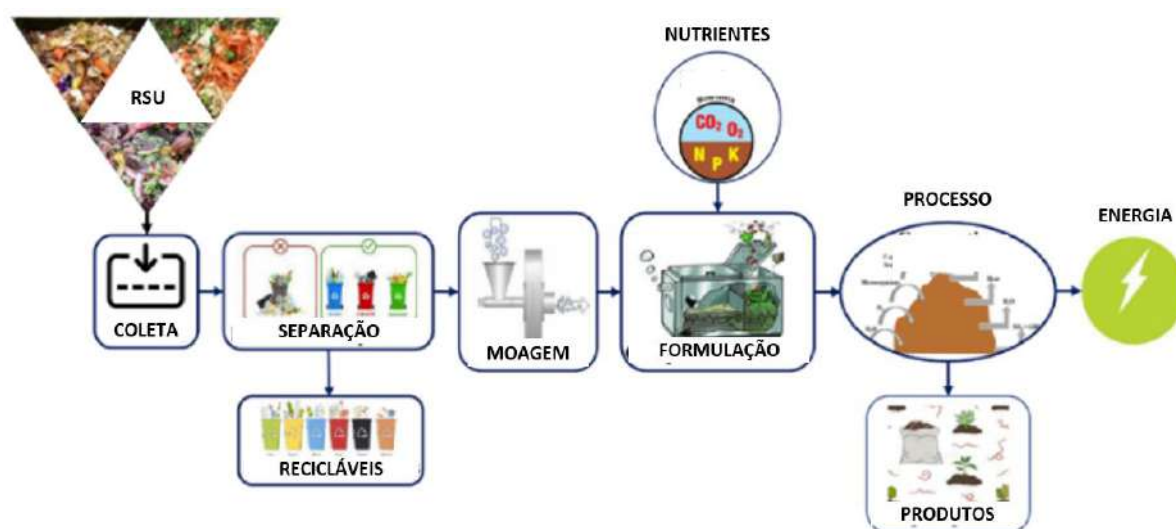 RSU
NUTRIENTES
CO₂ O₂
N P K
COLETA
SEPARAÇÃO
RECICLÁVEIS
MOAGEM
FORMULAÇÃO
PROCESSO
ENERGIA
PRODUTOS